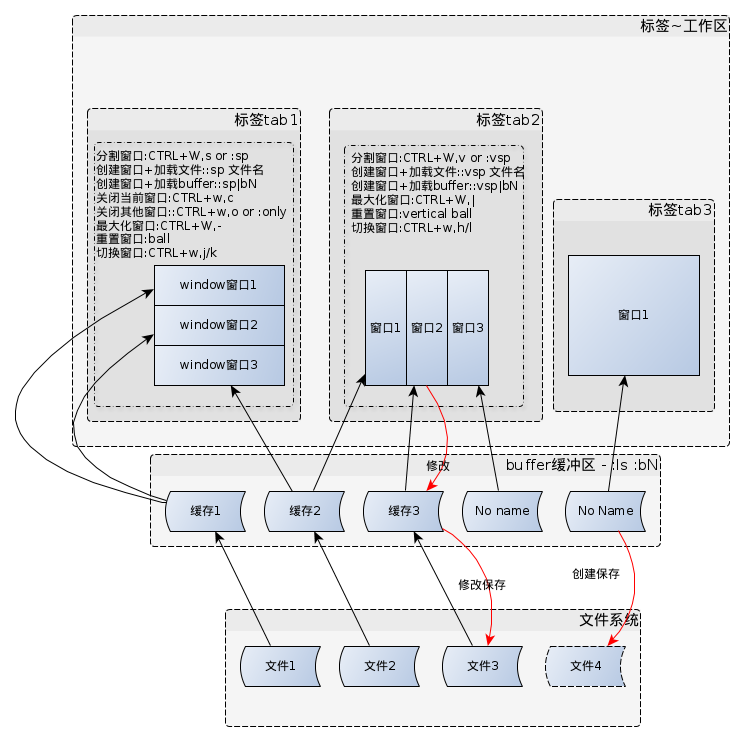 标签~工作区
标签tab1
分割窗口:CTRL+W,s or :sp
创建窗口+加载文件::sp 文件名
创建窗口+加载buffer::sp|bN
关闭当前窗口:CTRL+w,c
关闭其他窗口::CTRL+w,o or :only
最大化窗口:CTRL+W,-
重置窗口:ball
切换窗口:CTRL+w,j/k
window窗口1
window窗口2
window窗口3
标签tab2
分割窗口:CTRL+W,v or :vsp
创建窗口+加载文件::vsp 文件名
创建窗口+加载buffer::vsp|bN
最大化窗口:CTRL+W,|
重置窗口:vertical ball
切换窗口:CTRL+w,h/l
窗口1
窗口2
窗口3
标签tab3
窗口1
修改
buffer缓冲区 - :ls :bN
缓存1
缓存2
缓存3
No name
No Name
修改保存
创建保存
文件系统
文件1
文件2
文件3
文件4